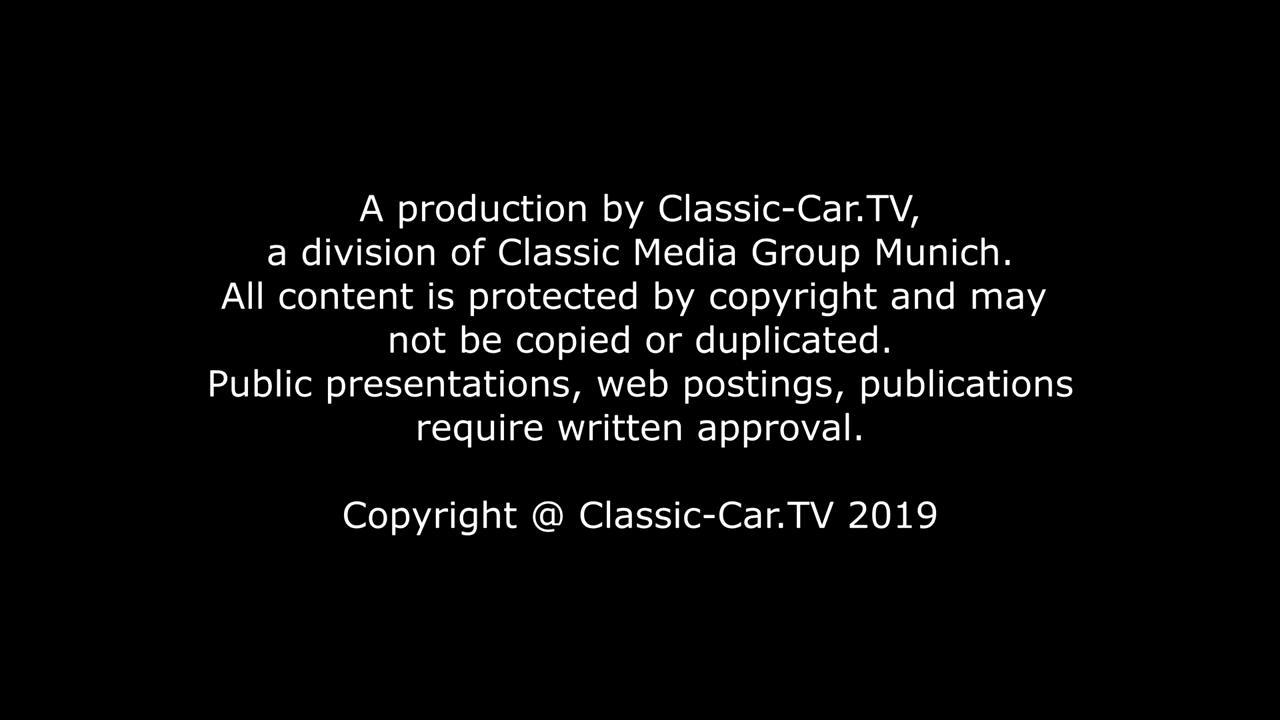 A production by Classic-Car.TV,
a division of Classic Media Group Munich.
All content is protected by copyright and may
not be copied or duplicated.
Public presentations, web postings, publications
require written approval.
Copyright @ Classic-Car.TV 2019